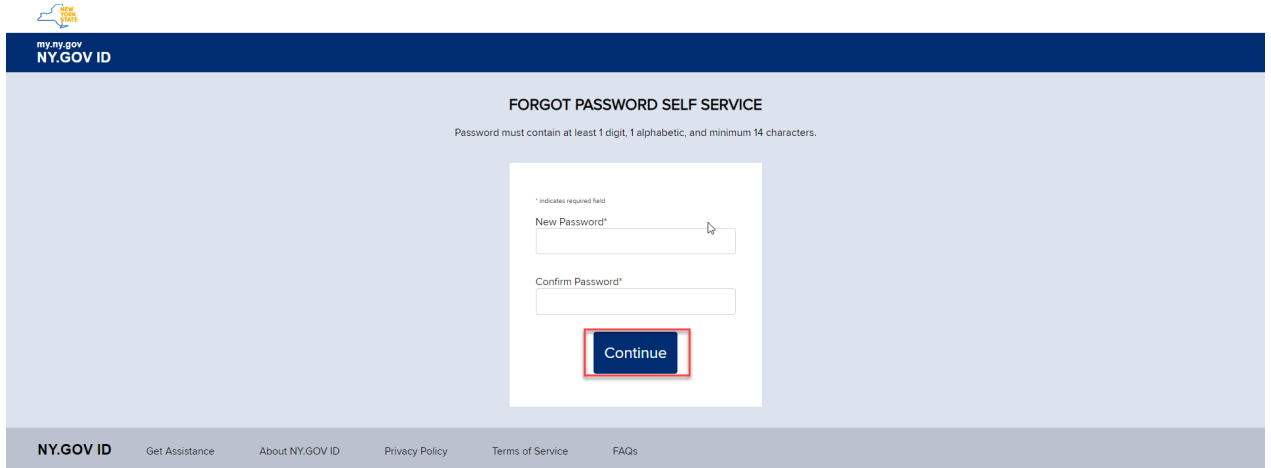 NEW
YORK
STATE
my.ny.gov
NY.GOV ID
FORGOT PASSWORD SELF SERVICE
Password must contain at least 1 digit, 1 alphabetic, and minimum 14 characters.
* indicates required field
New Password*
Confirm Password*
Continue
NY.GOV ID Get Assistance About NY.GOV ID Privacy Policy Terms of Service FAQs